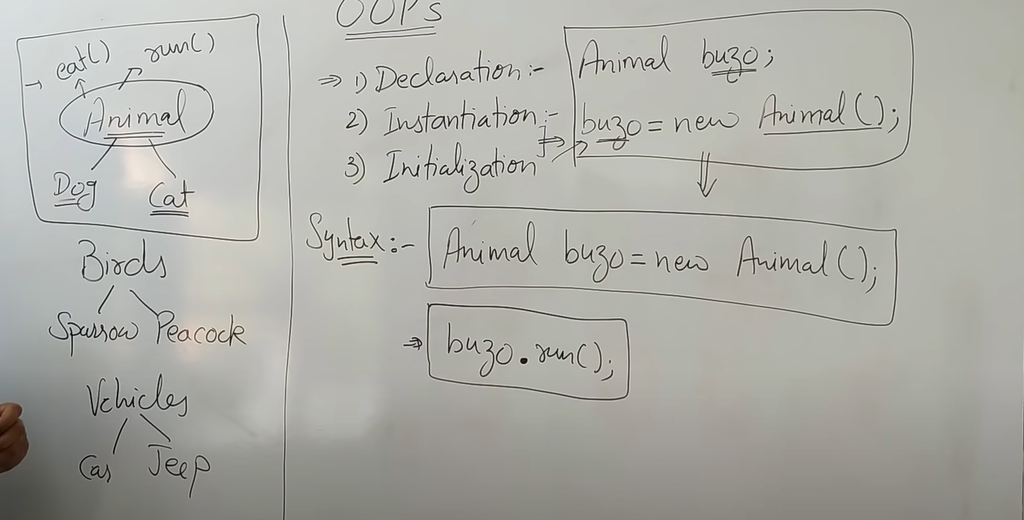 OOPs
eat() run()
Animal
Dog Cat
Birds
Sparrow Peacock
Vehicles
Car Jeep
⇒ 1) Declaration:-
2) Instantiation:-
3) Initialization
Animal buzo;
buzo = new Animal();
Syntax:-
Animal buzo = new Animal();
buzo.run();